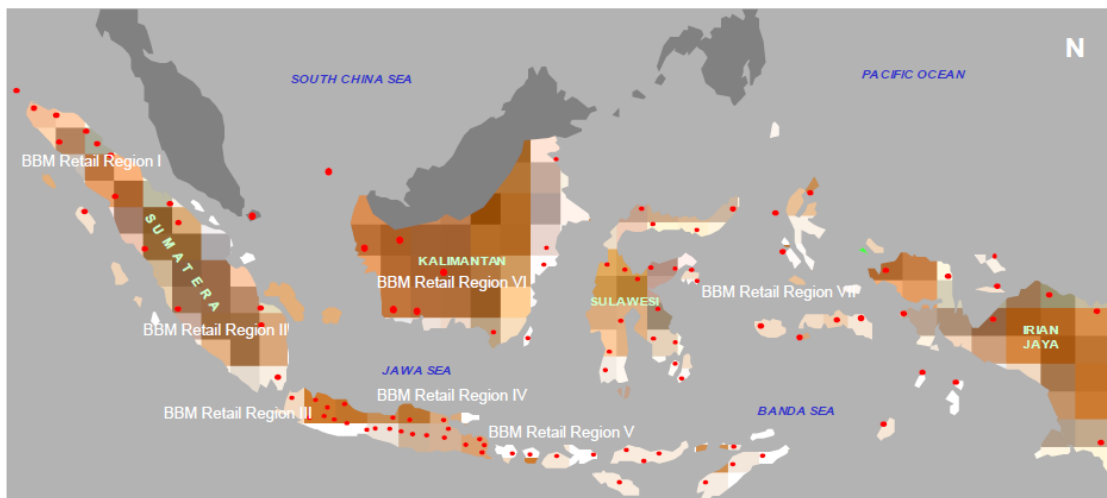 N
SOUTH CHINA SEA
PACIFIC OCEAN
BBM Retail Region I
SUMATERA
KALIMANTAN
BBM Retail Region VI
BBM Retail Region VII
SULAWESI
BBM Retail Region II
IRIAN
JAYA
JAWA SEA
BBM Retail Region IV
BBM Retail Region III
BANDA SEA
BBM Retail Region V